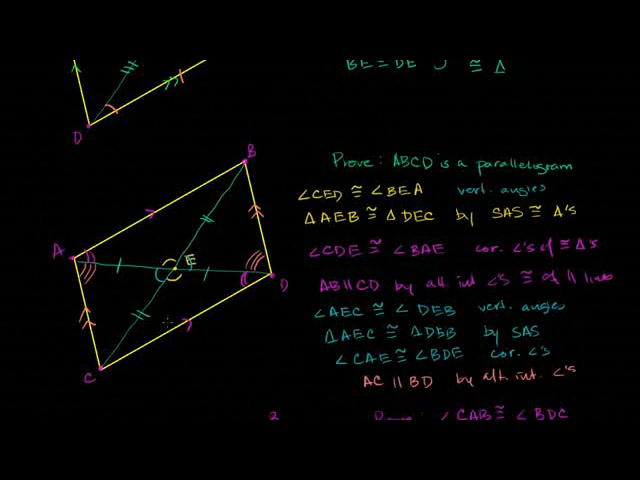 BE ≅ DE ≅ Δ
D
Prove: ABCD is a parallelogram
B
∠CED ≅ ∠BEA vert. angles
ΔAEB ≅ ΔDEC by SAS ≅ Δ's
∠CDE ≅ ∠BAE cor. ∠'s of ≅ Δ's
A
E
D
AB∥CD by alt. int ∠'s ≅ of ∥ lines
∠AEC ≅ ∠DEB vert. angles
ΔAEC ≅ ΔDEB by SAS
∠CAE ≅ ∠BDE cor. ∠'s
C
AC ∥ BD by alt. int. ∠'s
∠CAB ≅ ∠BDC